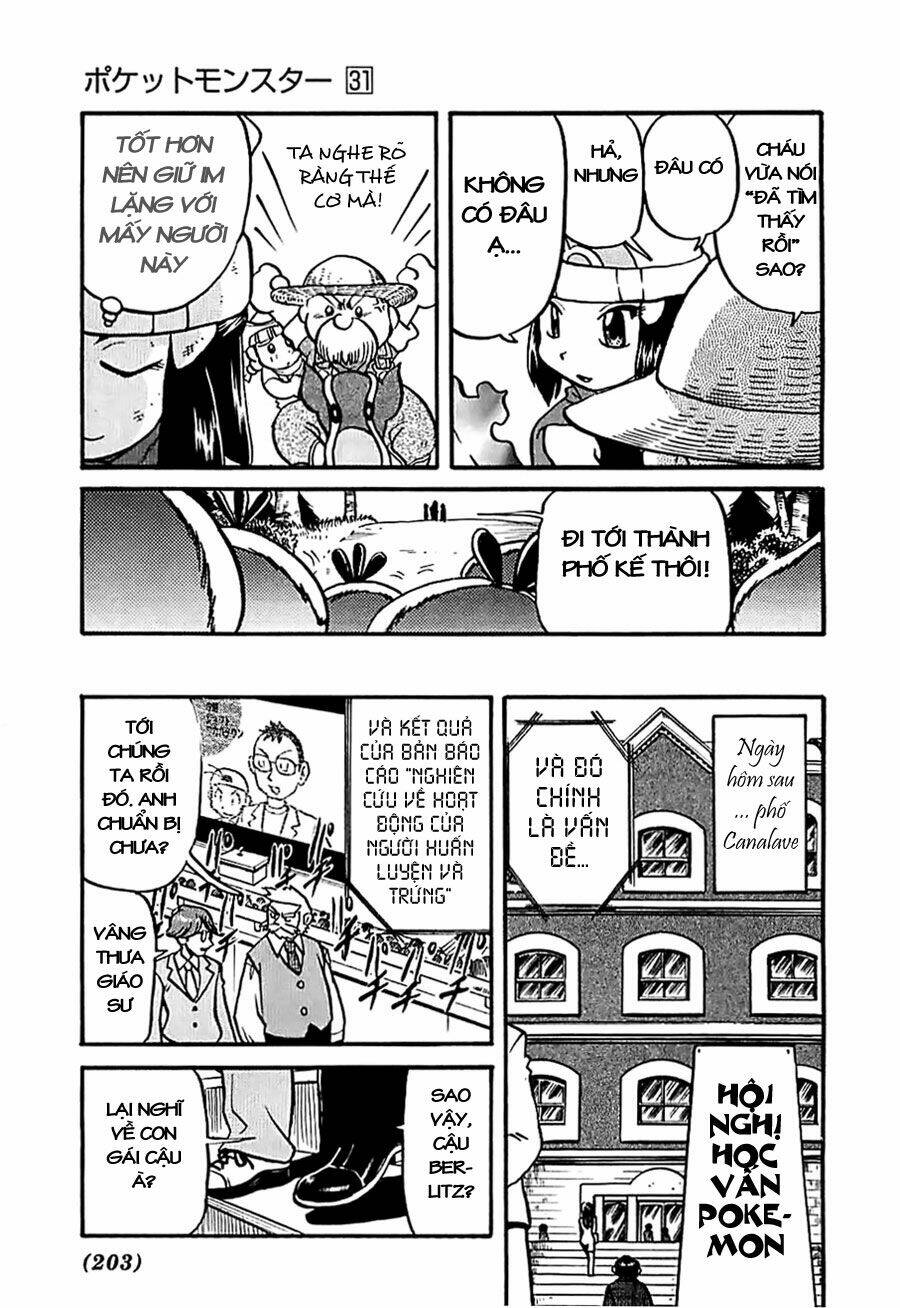 ポケットモンスター 31
CHÁU
VỪA NÓI
“ĐÃ TÌM
THẤY
RỒI”
SAO?
ĐÂU CÓ
HẢ,
NHƯNG
KHÔNG
CÓ ĐÂU
Ạ...
TA NGHE RÕ
RÀNG THẾ
CƠ MÀ!
TỐT HƠN
NÊN GIỮ IM
LẶNG VỚI
MẤY NGƯỜI
NÀY
ĐI TỚI THÀNH
PHỐ KẾ THÔI!
Ngày
hôm sau
... phố
Canalave
VÀ ĐÓ
CHÍNH
LÀ VẤN
ĐỀ...
HỘI
NGHỊ
HỌC
VẤN
POKE-
MON
VÀ KẾT QUẢ
CỦA BẢN BÁO
CÁO "NGHIÊN
CỨU VỀ HOẠT
ĐỘNG CỦA
NGƯỜI HUẤN
LUYỆN VÀ
TRỨNG"
TỚI
CHÚNG
TA RỒI
ĐÓ. ANH
CHUẨN BỊ
CHƯA?
VÂNG
THƯA
GIÁO
SƯ
SAO
VẬY,
CẬU
BER-
LITZ?
LẠI NGHĨ
VỀ CON
GÁI CẬU
À?
(203)